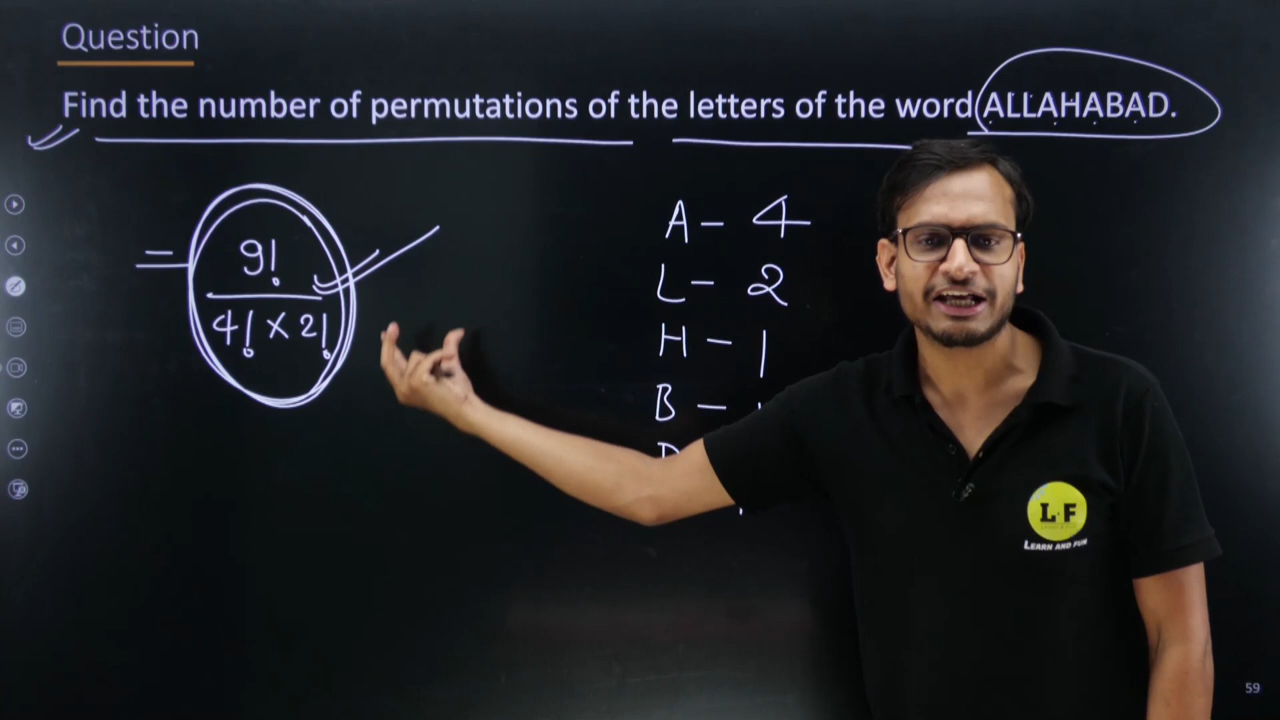 Question
Find the number of permutations of the letters of the word ALLAHABAD.
= 9!
4! × 2!
A - 4
L - 2
H - 1
B -
L.F
LEARN AND FUN
59